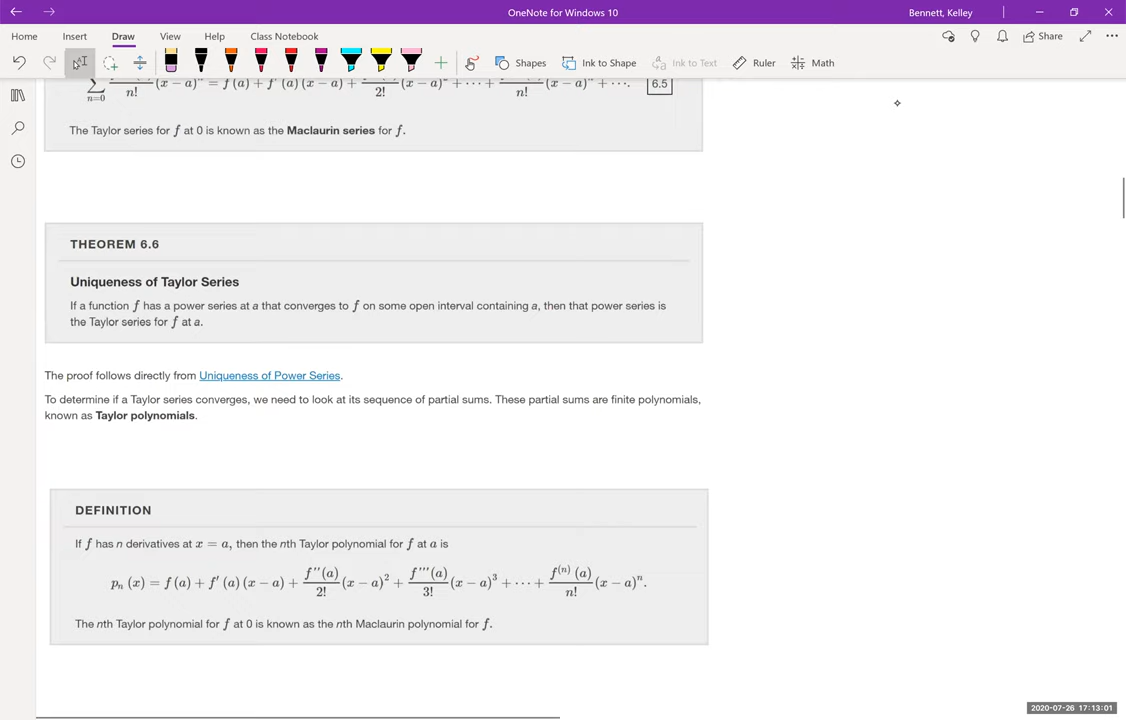 OneNote for Windows 10
Bennett, Kelley
Home Insert Draw View Help Class Notebook
Share
Shapes Ink to Shape Ink to Text Ruler Math
∑ n=0 n! (x − a)ⁿ = f (a) + f′ (a) (x − a) + 2! (x − a)² + ⋯ + n! (x − a)ⁿ + ⋯. 6.5
The Taylor series for f at 0 is known as the Maclaurin series for f.
THEOREM 6.6
Uniqueness of Taylor Series
If a function f has a power series at a that converges to f on some open interval containing a, then that power series is
the Taylor series for f at a.
The proof follows directly from Uniqueness of Power Series.
To determine if a Taylor series converges, we need to look at its sequence of partial sums. These partial sums are finite polynomials,
known as Taylor polynomials.
DEFINITION
If f has n derivatives at x = a, then the nth Taylor polynomial for f at a is
pₙ (x) = f (a) + f′ (a) (x − a) + f′′ (a)/2! (x − a)² + f′′′ (a)/3! (x − a)³ + ⋯ + f⁽ⁿ⁾ (a)/n! (x − a)ⁿ.
The nth Taylor polynomial for f at 0 is known as the nth Maclaurin polynomial for f.
2020-07-26 17:13:01